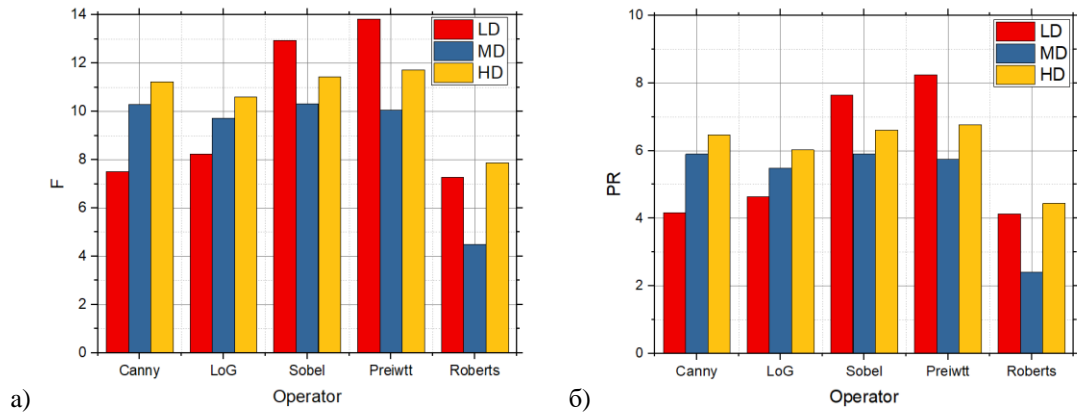 14
12
10
8
6
4
2
0
F
LD
MD
HD
Canny LoG Sobel Preiwtt Roberts
Operator
а)
10
8
6
4
2
0
PR
LD
MD
HD
Canny LoG Sobel Preiwtt Roberts
Operator
б)